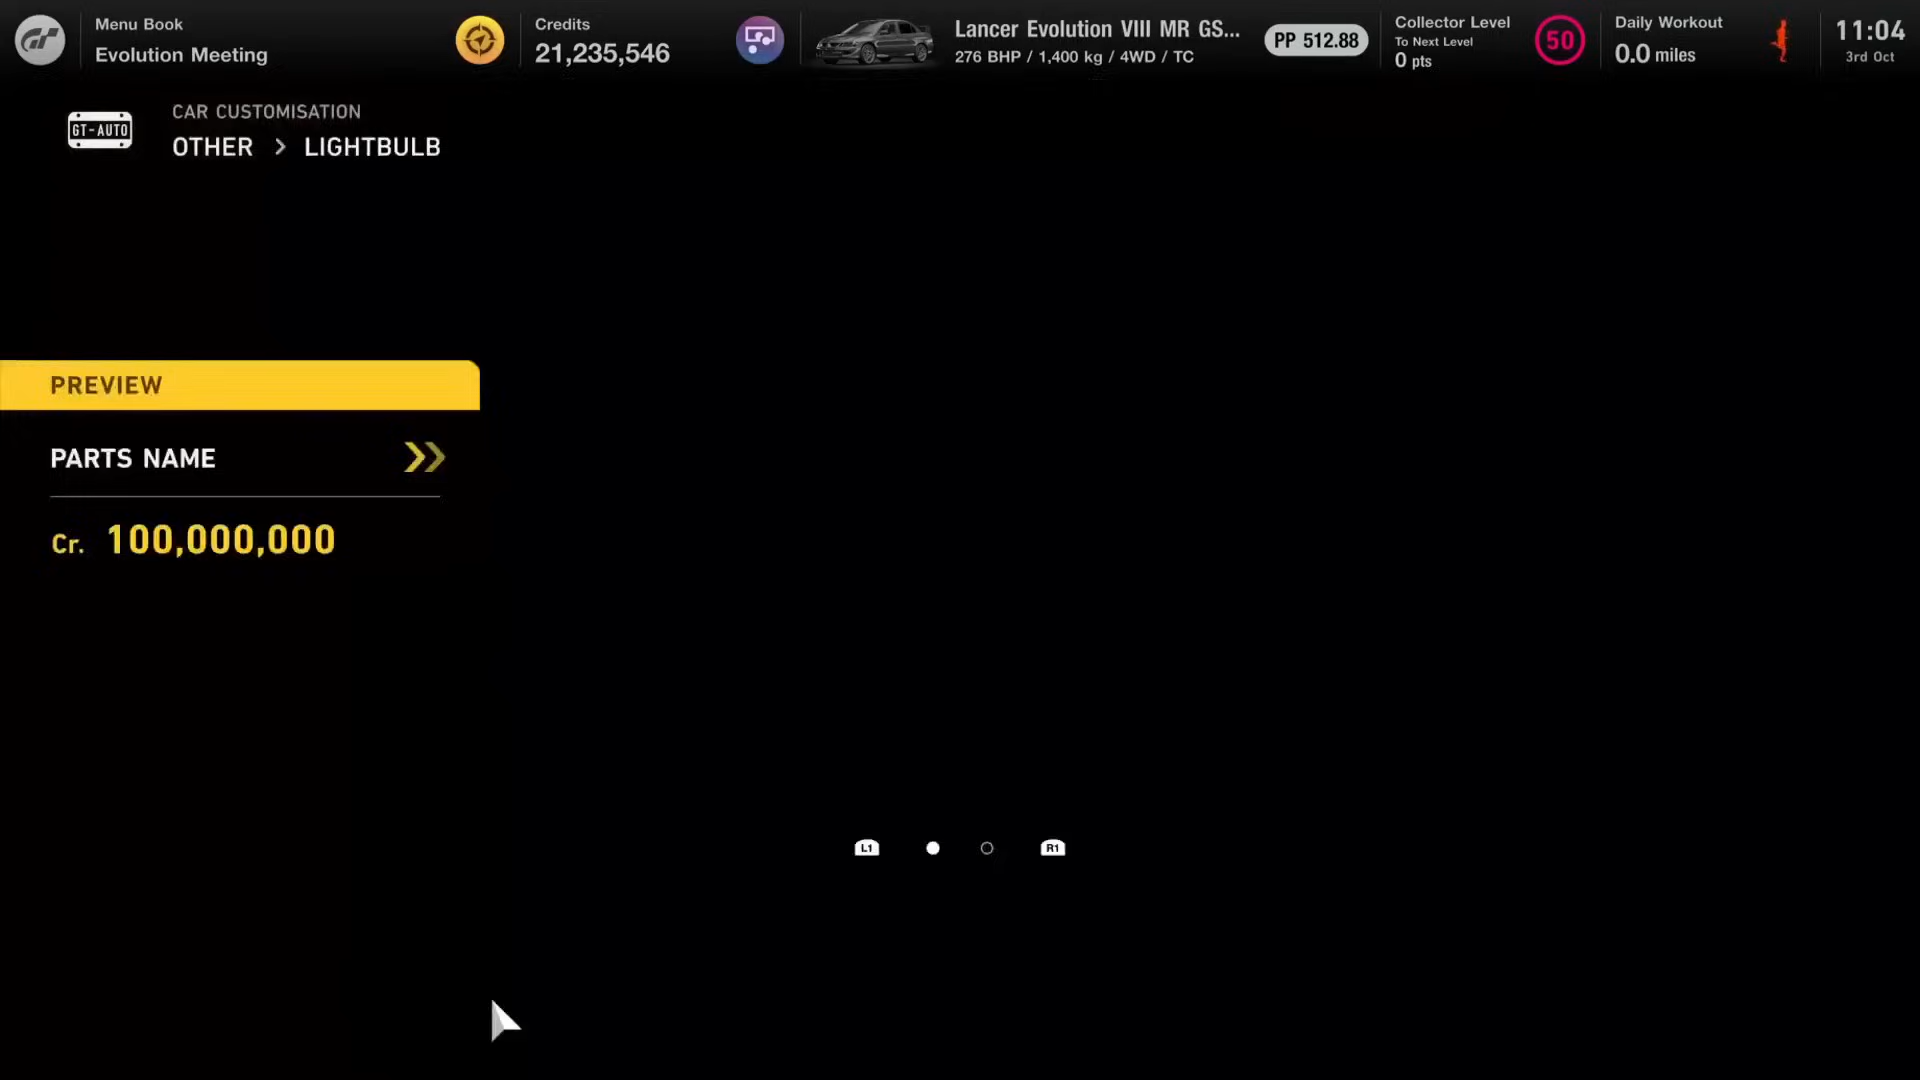 Menu Book
Evolution Meeting
Credits
21,235,546
Lancer Evolution VIII MR GS...
276 BHP / 1,400 kg / 4WD / TC
PP 512.88
Collector Level
To Next Level
0 pts
50
Daily Workout
0.0 miles
11:04
3rd Oct
GT-AUTO
CAR CUSTOMISATION
OTHER > LIGHTBULB
PREVIEW
PARTS NAME
Cr. 100,000,000
L1
R1